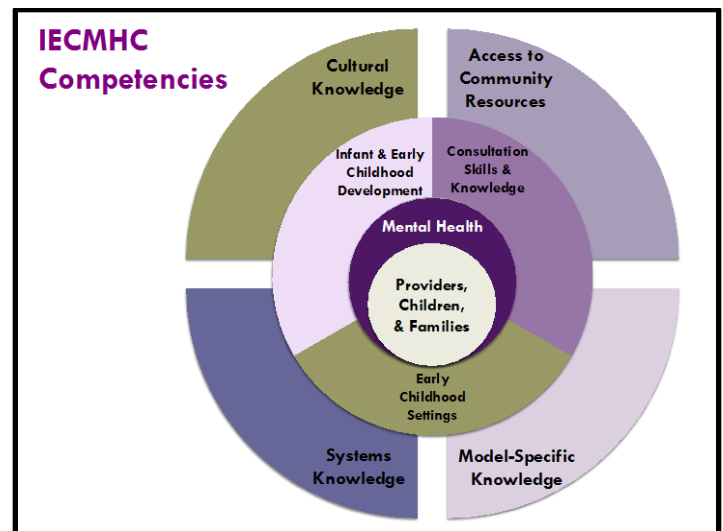 IECMHC
Competencies
Cultural
Knowledge
Access to
Community
Resources
Infant & Early
Childhood
Development
Consultation
Skills &
Knowledge
Mental Health
Providers,
Children,
& Families
Early
Childhood
Settings
Systems
Knowledge
Model-Specific
Knowledge